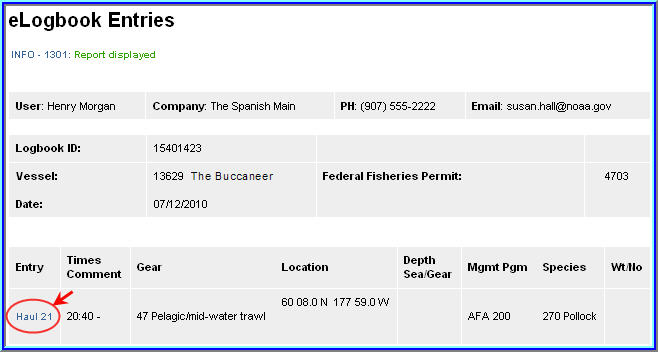 eLogbook Entries
INFO - 1301: Report displayed
User: Henry Morgan Company: The Spanish Main PH: (907) 555-2222 Email: susan.hall@noaa.gov
Logbook ID: 15401423
Vessel: 13629 The Buccaneer Federal Fisheries Permit: 4703
Date: 07/12/2010
Entry Times Comment Gear Location Depth Sea/Gear Mgmt Pgm Species Wt/No
60 08.0 N 177 59.0 W
Haul 21 20:40 - 47 Pelagic/mid-water trawl AFA 200 270 Pollock